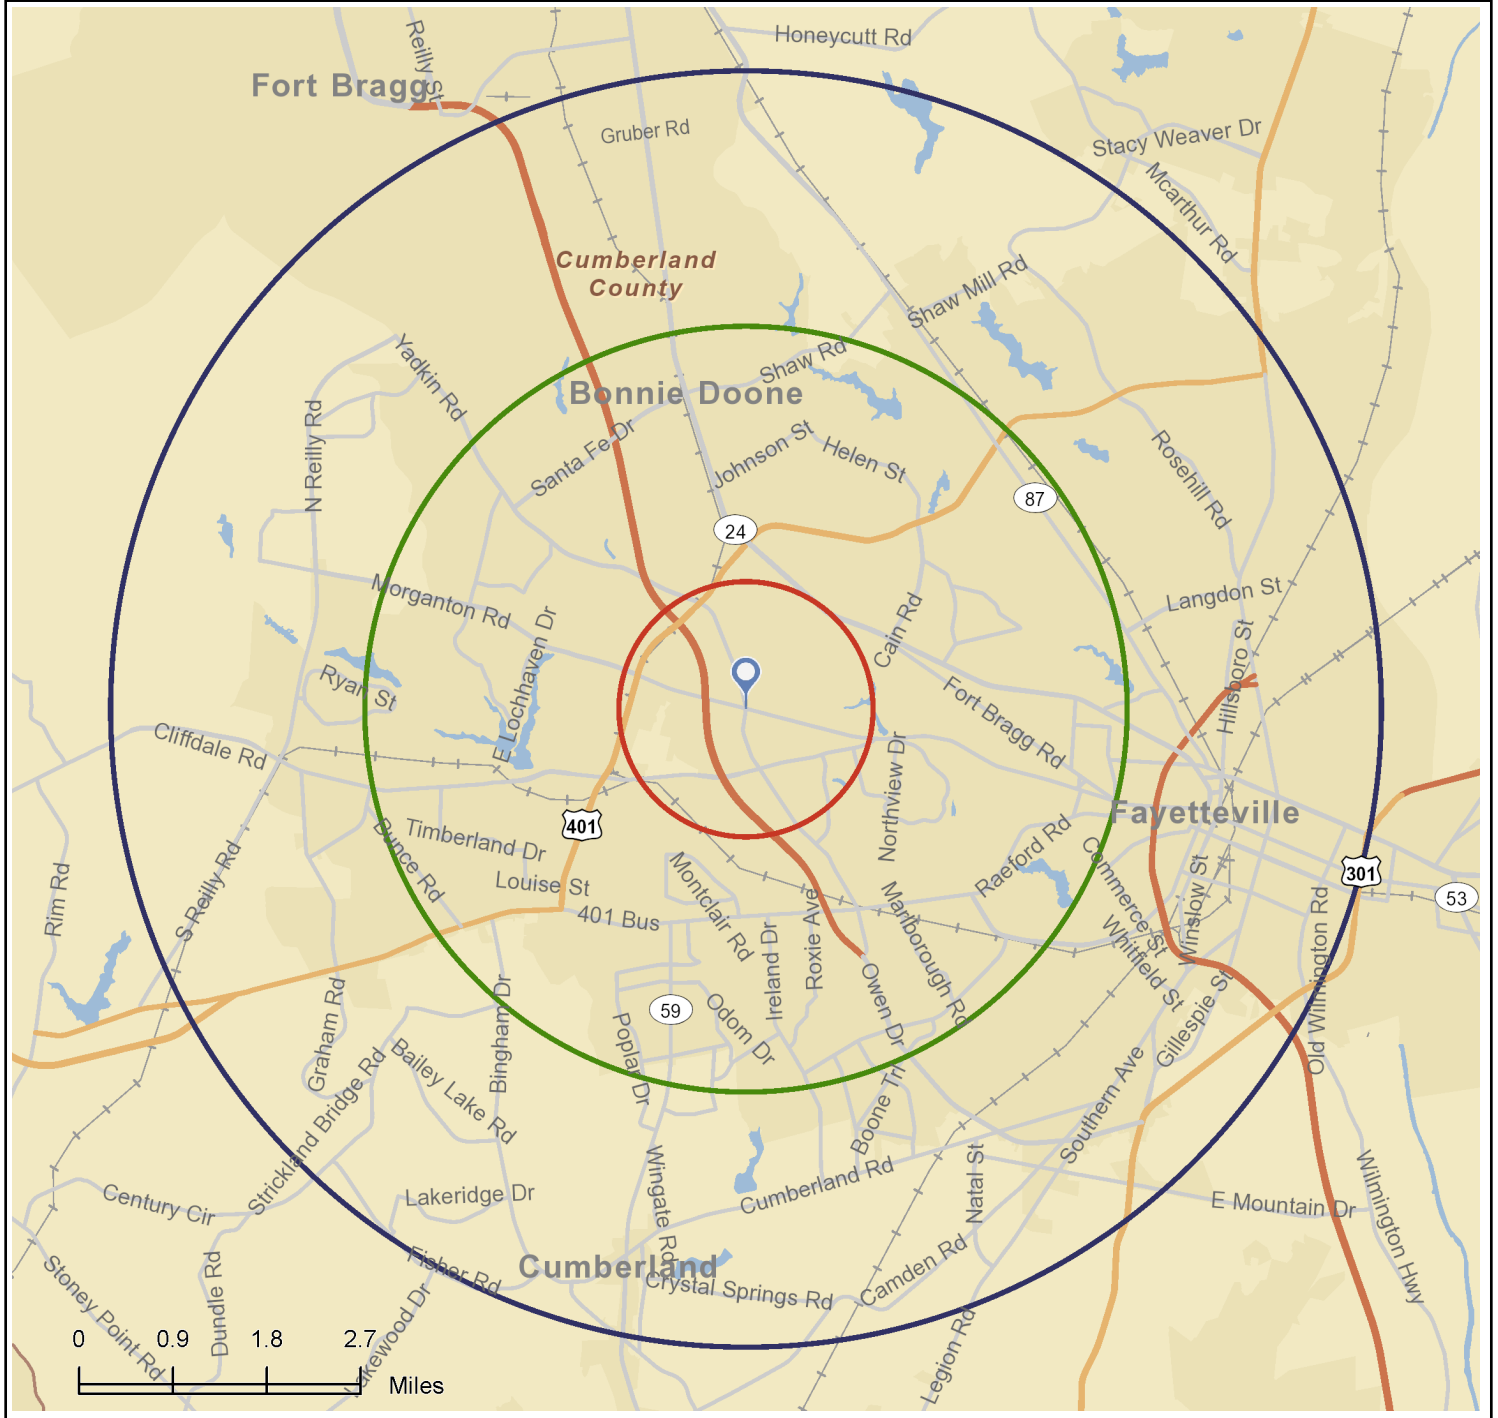 Honeycutt Rd
Reilly St
Fort Bragg
Gruber Rd
Stacy Weaver Dr
Mcarthur Rd
Cumberland
County
Shaw Mill Rd
Yadkin Rd
Shaw Rd
Bonnie Doone
N Reilly Rd
Santa Fe Dr
Johnson St
Helen St
Rosehill Rd
87
24
Morganton Rd
Langdon St
Cain Rd
E Lochhaven Dr
Hillsboro St
Ryan St
Fort Bragg Rd
Cliffdale Rd
Northview Dr
Fayetteville
401
Timberland Dr
Bunce Rd
Raeford Rd
Commerce St
Louise St
Montclair Rd
301
53
Rim Rd
S Reilly Rd
401 Bus
Roxie Ave
Marlborough Rd
Winslow St
Whitfield St
Ireland Dr
Old Wilmington Rd
Owen Dr
Gillespie St
59
Odom Dr
Graham Rd
Bingham Dr
Poplar Dr
Bailey Lake Rd
Strickland Bridge Rd
Boone Trl
Southern Ave
Wingate Rd
Cumberland Rd
Natal St
Century Cir
Lakeridge Dr
E Mountain Dr
Wilmington Hwy
Fisher Rd
Cumberland
Crystal Springs Rd
Camden Rd
Stoney Point Rd
Dundle Rd
Lakewood Dr
Legion Rd
0 0.9 1.8 2.7
Miles